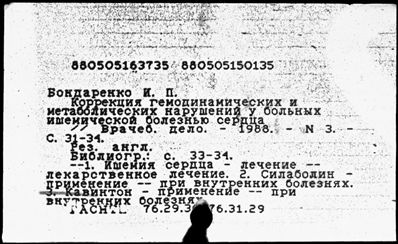 880505163735 880505150135
Бондаренко И. П.
Коррекция гемодинамических и
метаболических нарушений у больных
ишемической болезнью сердца
// Врачеб. дело. - 1988. - N 3. -
С. 31-34.
Рез. англ.
Библиогр.: с. 33-34.
--1. Ишемия сердца - лечение --
лекарственное лечение. 2. Силаболин -
применение -- при внутренних болезнях.
3. Кавинтон - применение -- при
внутренних болезнях.
76.29.3 76.31.29